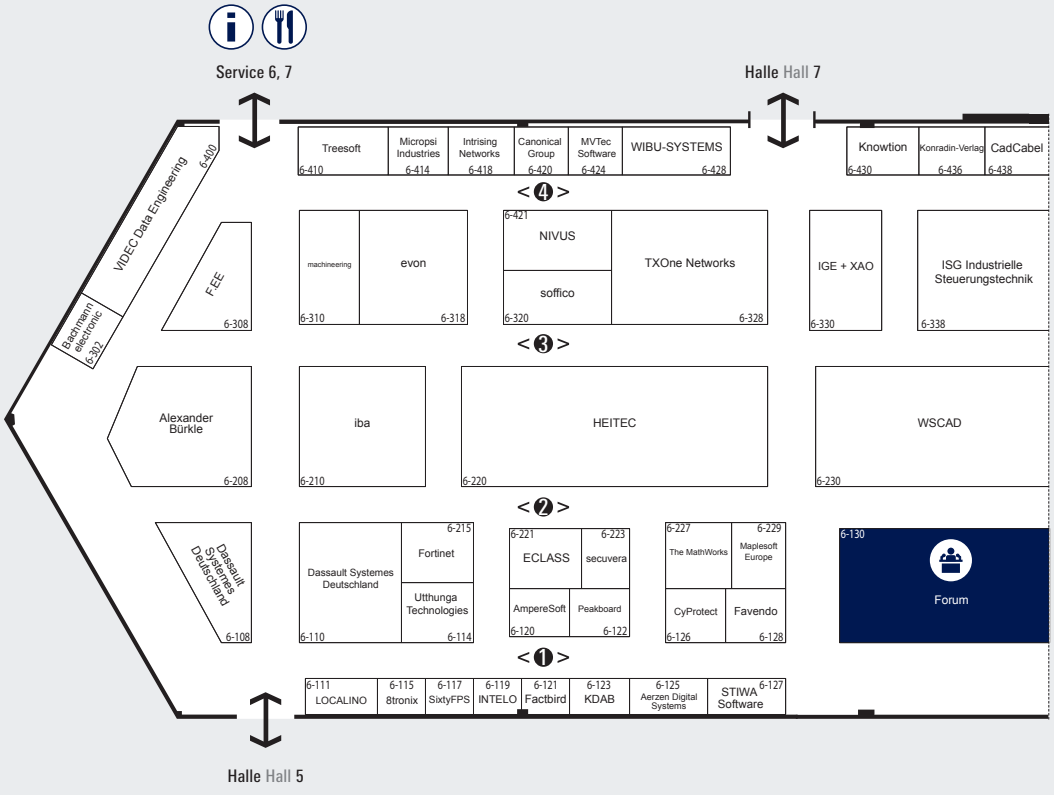 Service 6, 7
Halle Hall 7
Treesoft
6-410
Micropsi
Industries
6-414
Intrising
Networks
6-418
Canonical
Group
6-420
MVTec
Software
6-424
WIBU-SYSTEMS
6-428
Knowtion
6-430
Konradin-Verlag
6-436
CadCabel
6-438
< 4 >
6-400
VIDEC Data Engineering
Bachmann
electronic
6-302
F.EE
6-308
machineering
6-310
evon
6-318
6-421
NIVUS
soffico
6-320
TXOne Networks
6-328
IGE + XAO
6-330
ISG Industrielle
Steuerungstechnik
6-338
< 3 >
Alexander
Bürkle
6-208
iba
6-210
HEITEC
6-220
WSCAD
6-230
< 2 >
Dassault
Systemes
Deutschland
6-108
Dassault Systemes
Deutschland
6-110
6-215
Fortinet
Utthunga
Technologies
6-114
6-221
ECLASS
6-223
secuvera
AmpereSoft
6-120
Peakboard
6-122
6-227
The MathWorks
6-229
Maplesoft
Europe
CyProtect
6-126
Favendo
6-128
6-130
Forum
< 1 >
6-111
LOCALINO
6-115
8tronix
6-117
SixtyFPS
6-119
INTELO
6-121
Factbird
6-123
KDAB
6-125
Aerzen Digital
Systems
6-127
STIWA
Software
Halle Hall 5